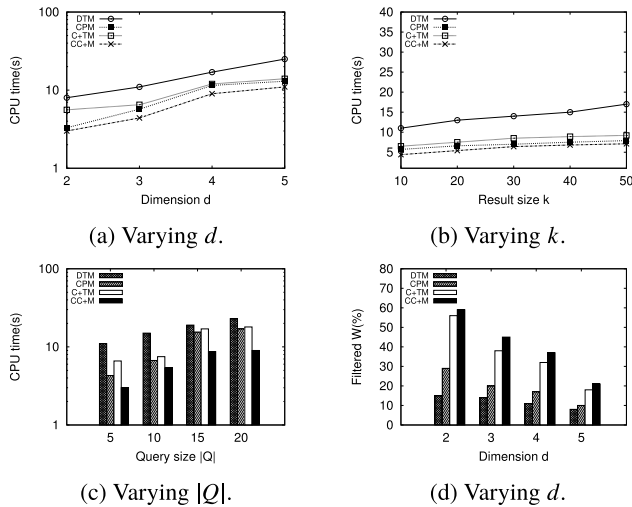 DTM
CPM
C+TM
CC+M
100
10
1
CPU time(s)
2 3 4 5
Dimension d
(a) Varying d.
DTM
CPM
C+TM
CC+M
40
35
30
25
20
15
10
5
CPU time(s)
10 20 30 40 50
Result size k
(b) Varying k.
DTM
CPM
C+TM
CC+M
100
10
1
CPU time(s)
5 10 15 20
Query size |Q|
(c) Varying |Q|.
DTM
CPM
C+TM
CC+M
80
70
60
50
40
30
20
10
0
Filtered W(%)
2 3 4 5
Dimension d
(d) Varying d.